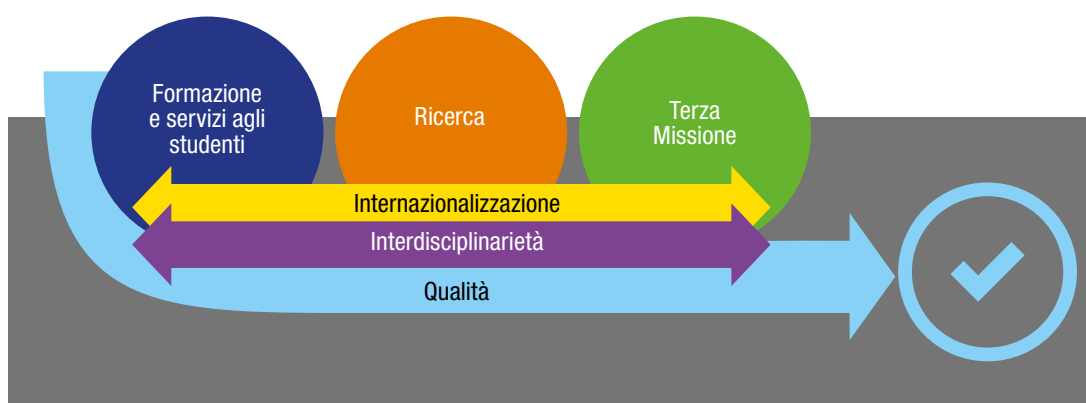 Formazione
e servizi agli
studenti
Ricerca
Terza
Missione
Internazionalizzazione
Interdisciplinarietà
Qualità